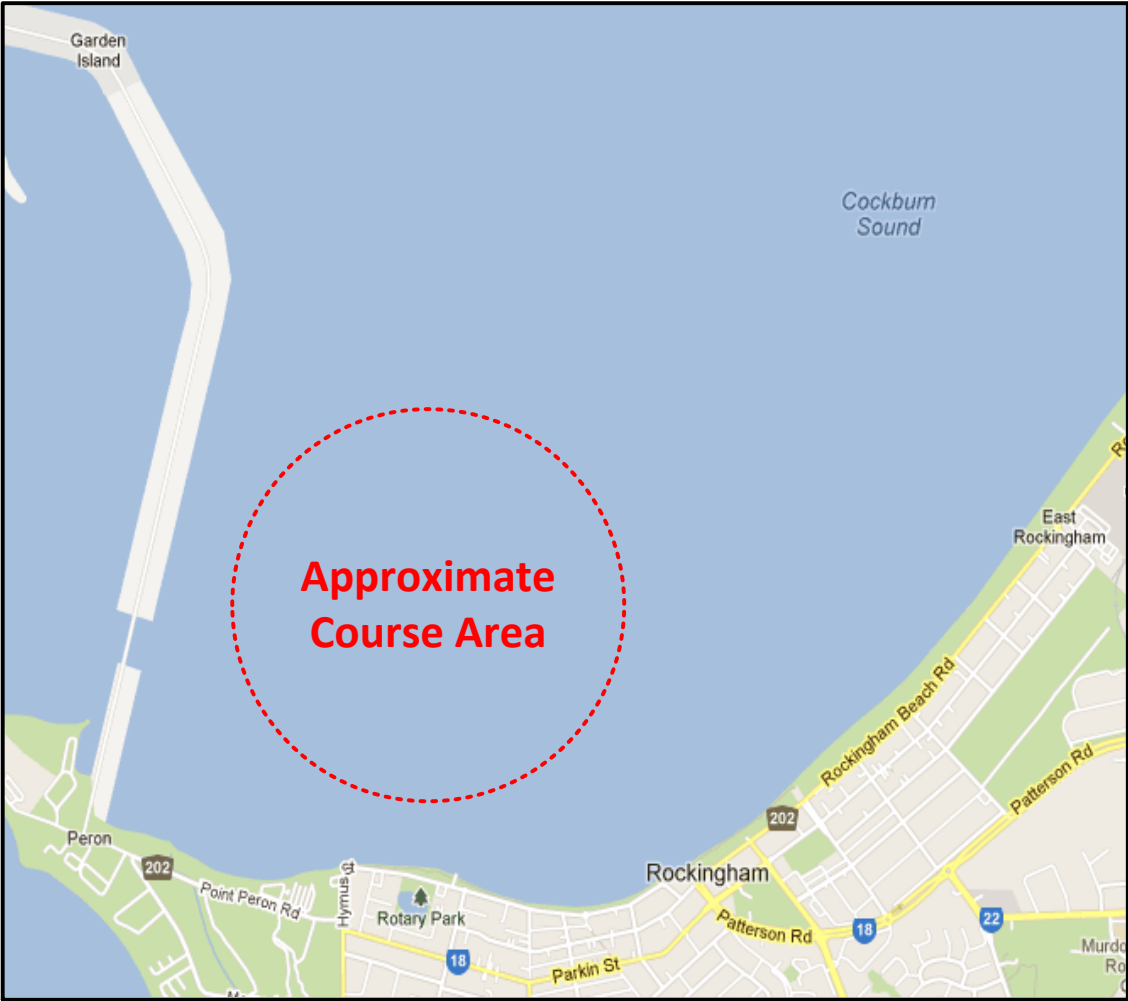 Garden
Island
Cockburn
Sound
Approximate
Course Area
East
Rockingham
Rockingham Beach Rd
Patterson Rd
202
Peron
202
Point Peron Rd
Hymus St
Rotary Park
Rockingham
Patterson Rd
18
22
18
Parkin St